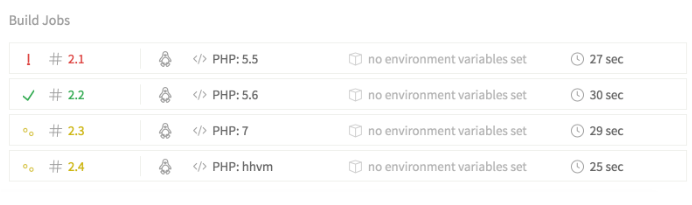 Build Jobs
! # 2.1 </> PHP: 5.5 no environment variables set 27 sec
# 2.2 </> PHP: 5.6 no environment variables set 30 sec
# 2.3 </> PHP: 7 no environment variables set 29 sec
# 2.4 </> PHP: hhvm no environment variables set 25 sec